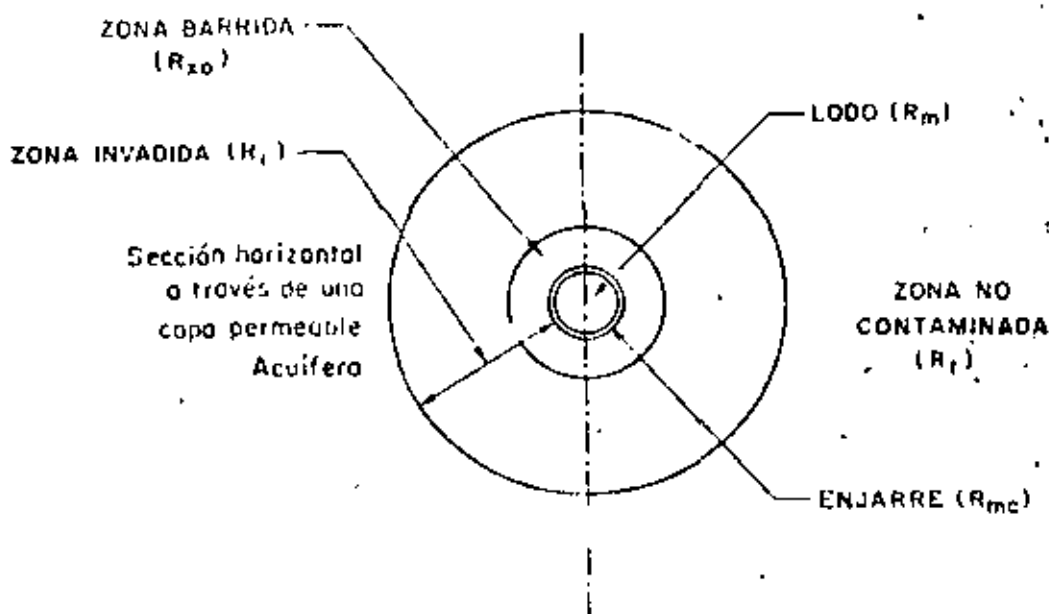 ZONA BARRIDA
(Rxo)
LODO (Rm)
ZONA INVADIDA (Ri)
Sección horizontal
a través de una
capa permeable
Acuífero
ZONA NO
CONTAMINADA
(Rt)
ENJARRE (Rmc)